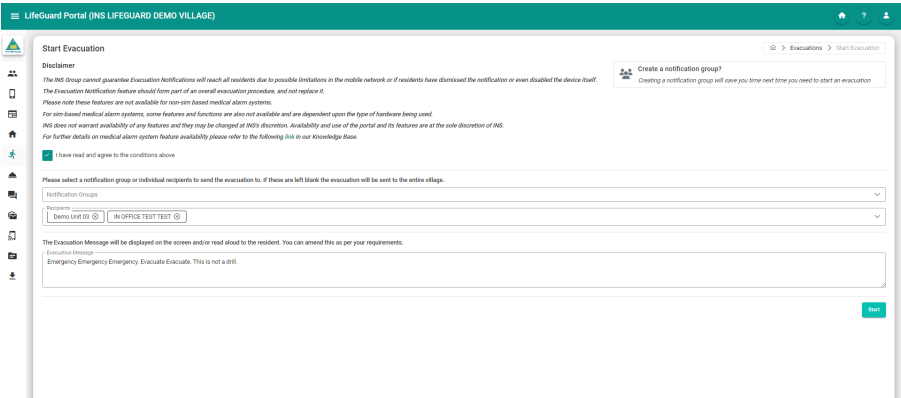 LifeGuard Portal (INS LIFEGUARD DEMO VILLAGE)
?
Start Evacuation
Evacuations > Start Evacuation
Disclaimer
The INS Group cannot guarantee Evacuation Notifications will reach all residents due to possible limitations in the mobile network or if residents have dismissed the notification or even disabled the device itself.
The Evacuation Notification feature should form part of an overall evacuation procedure, and not replace it.
Please note these features are not available for non-sim based medical alarm systems.
For sim-based medical alarm systems, some features and functions are also not available and are dependent upon the type of hardware being used.
INS does not warrant availability of any features and they may be changed at INS's discretion. Availability and use of the portal and its features are at the sole discretion of INS.
For further details on medical alarm system feature availability please refer to the following link in our Knowledge Base.
Create a notification group?
Creating a notification group will save you time next time you need to start an evacuation
I have read and agree to the conditions above
Please select a notification group or individual recipients to send the evacuation to. If these are left blank the evacuation will be sent to the entire village.
Notification Groups
Recipients
Demo Unit 03 IN OFFICE TEST TEST
The Evacuation Message will be displayed on the screen and/or read aloud to the resident. You can amend this as per your requirements.
Evacuation Message
Emergency Emergency Emergency. Evacuate Evacuate. This is not a drill.
Start